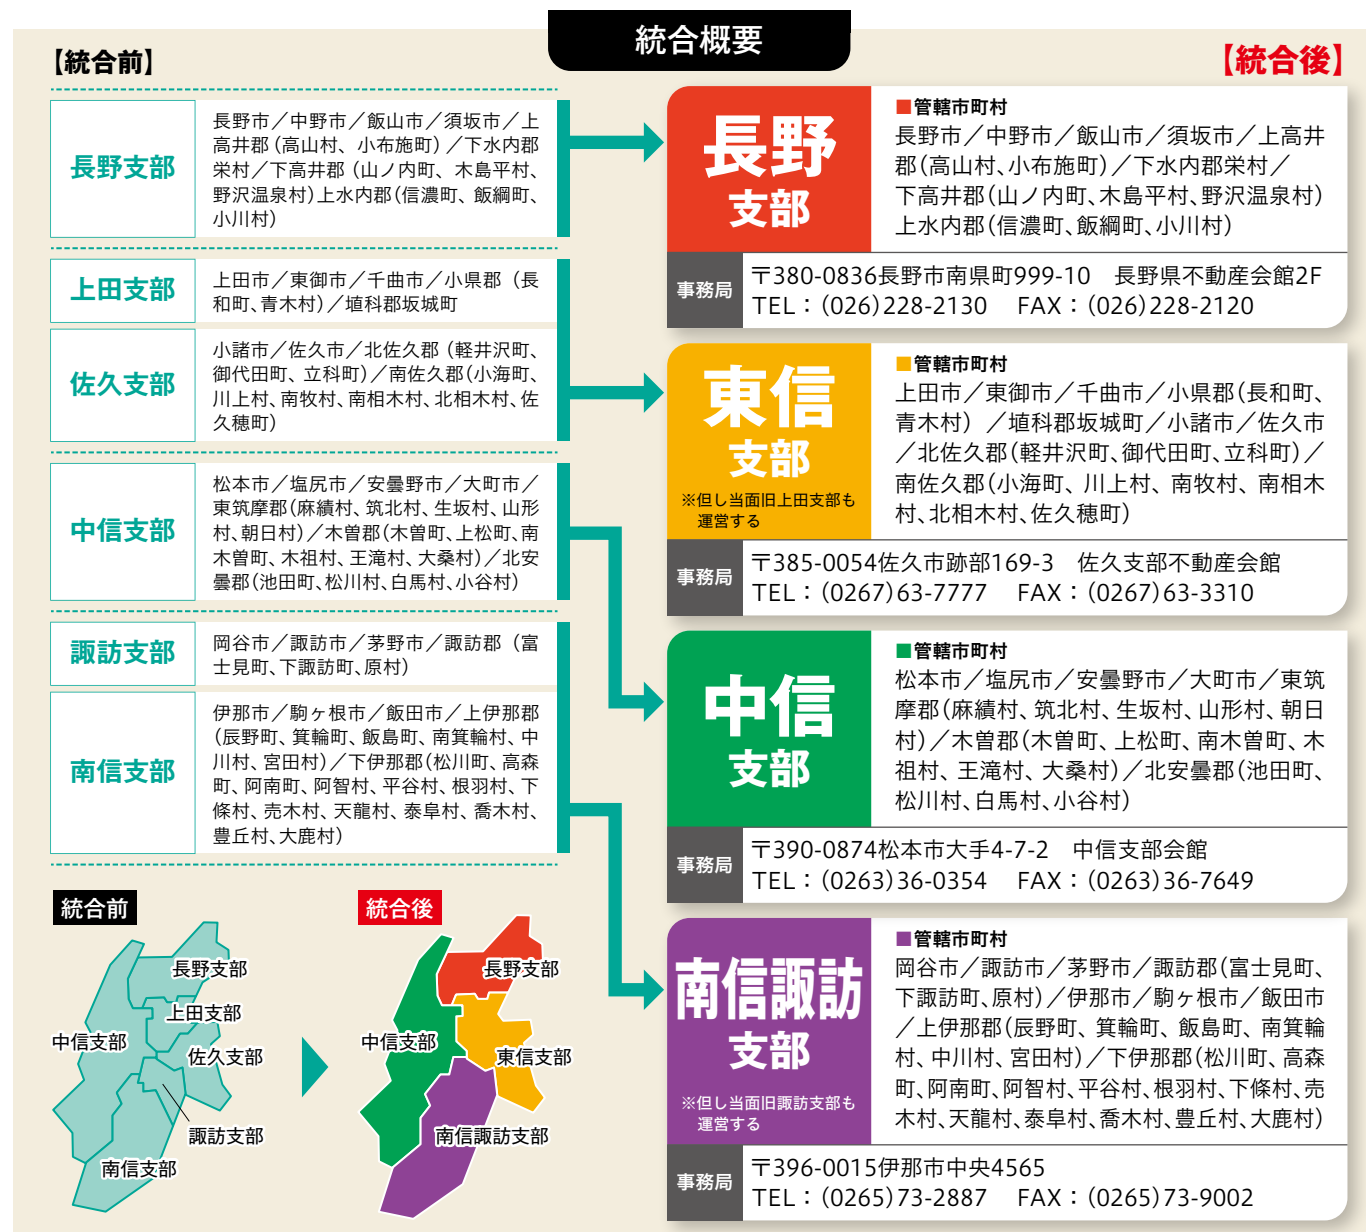 統合概要
【統合前】
【統合後】
長野支部
長野市／中野市／飯山市／須坂市／上
高井郡(高山村、小布施町)／下水内郡
栄村／下高井郡(山ノ内町、木島平村、
野沢温泉村)上水内郡(信濃町、飯綱町、
小川村)
上田支部
上田市／東御市／千曲市／小県郡(長
和町、青木村)／埴科郡坂城町
佐久支部
小諸市／佐久市／北佐久郡(軽井沢町、
御代田町、立科町)／南佐久郡(小海町、
川上村、南牧村、南相木村、北相木村、佐
久穂町)
中信支部
松本市／塩尻市／安曇野市／大町市／
東筑摩郡(麻績村、筑北村、生坂村、山形
村、朝日村)／木曽郡(木曽町、上松町、南
木曽町、木祖村、王滝村、大桑村)／北安
曇郡(池田町、松川村、白馬村、小谷村)
諏訪支部
岡谷市／諏訪市／茅野市／諏訪郡(富
士見町、下諏訪町、原村)
南信支部
伊那市／駒ヶ根市／飯田市／上伊那郡
(辰野町、箕輪町、飯島町、南箕輪村、中
川村、宮田村)／下伊那郡(松川町、高森
町、阿南町、阿智村、平谷村、根羽村、下
條村、売木村、天龍村、泰阜村、喬木村、
豊丘村、大鹿村)
長野
支部
■管轄市町村
長野市／中野市／飯山市／須坂市／上高井
郡(高山村、小布施町)／下水内郡栄村／
下高井郡(山ノ内町、木島平村、野沢温泉村)
上水内郡(信濃町、飯綱町、小川村)
事務局
〒380-0836長野市南県町999-10　長野県不動産会館2F
TEL：(026)228-2130　FAX：(026)228-2120
東信
支部
※但し当面旧上田支部も
運営する
■管轄市町村
上田市／東御市／千曲市／小県郡(長和町、
青木村)／埴科郡坂城町／小諸市／佐久市
／北佐久郡(軽井沢町、御代田町、立科町)／
南佐久郡(小海町、川上村、南牧村、南相木
村、北相木村、佐久穂町)
事務局
〒385-0054佐久市跡部169-3　佐久支部不動産会館
TEL：(0267)63-7777　FAX：(0267)63-3310
中信
支部
■管轄市町村
松本市／塩尻市／安曇野市／大町市／東筑
摩郡(麻績村、筑北村、生坂村、山形村、朝日
村)／木曽郡(木曽町、上松町、南木曽町、木
祖村、王滝村、大桑村)／北安曇郡(池田町、
松川村、白馬村、小谷村)
事務局
〒390-0874松本市大手4-7-2　中信支部会館
TEL：(0263)36-0354　FAX：(0263)36-7649
南信諏訪
支部
※但し当面旧諏訪支部も
運営する
■管轄市町村
岡谷市／諏訪市／茅野市／諏訪郡(富士見町、
下諏訪町、原村)／伊那市／駒ヶ根市／飯田市
／上伊那郡(辰野町、箕輪町、飯島町、南箕輪
村、中川村、宮田村)／下伊那郡(松川町、高森
町、阿南町、阿智村、平谷村、根羽村、下條村、売
木村、天龍村、泰阜村、喬木村、豊丘村、大鹿村)
事務局
〒396-0015伊那市中央4565
TEL：(0265)73-2887　FAX：(0265)73-9002
統合前
長野支部
上田支部
中信支部
佐久支部
諏訪支部
南信支部
統合後
長野支部
中信支部
東信支部
南信諏訪支部